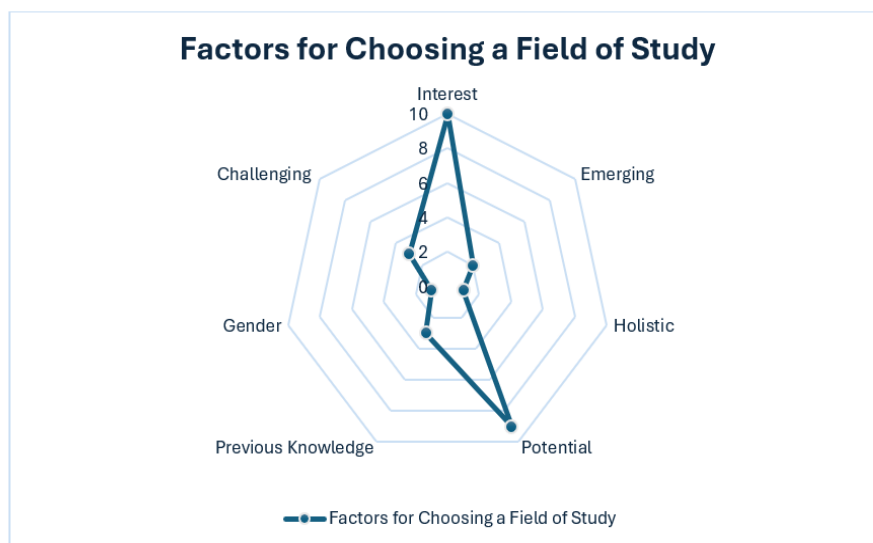 Factors for Choosing a Field of Study
Interest
10
8
6
4
2
0
Challenging
Emerging
Gender
Holistic
Previous Knowledge
Potential
Factors for Choosing a Field of Study